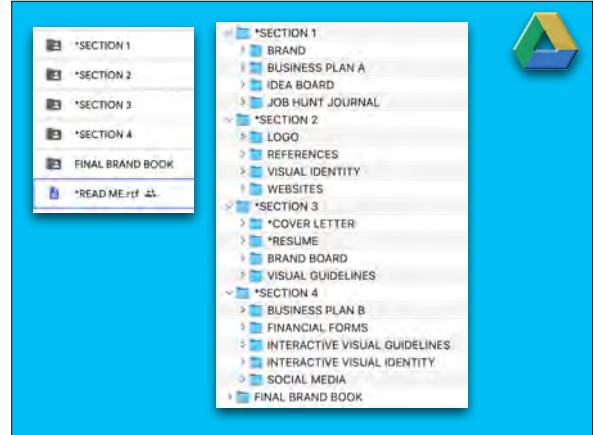 *SECTION 1
*SECTION 2
*SECTION 3
*SECTION 4
FINAL BRAND BOOK
*READ ME.rtf
*SECTION 1
BRAND
BUSINESS PLAN A
IDEA BOARD
JOB HUNT JOURNAL
*SECTION 2
LOGO
REFERENCES
VISUAL IDENTITY
WEBSITES
*SECTION 3
*COVER LETTER
*RESUME
BRAND BOARD
VISUAL GUIDELINES
*SECTION 4
BUSINESS PLAN B
FINANCIAL FORMS
INTERACTIVE VISUAL GUIDELINES
INTERACTIVE VISUAL IDENTITY
SOCIAL MEDIA
FINAL BRAND BOOK